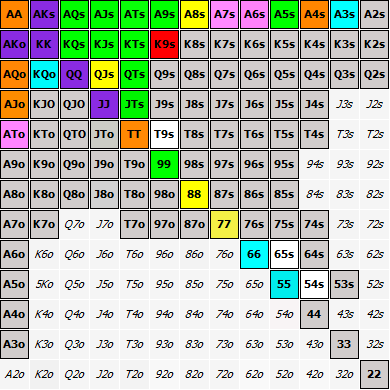 AA AKs AQs AJs ATs A9s A8s A7s A6s A5s A4s A3s A2s
AKo KK KQs KJs KTs K9s K8s K7s K6s K5s K4s K3s K2s
AQo KQo QQ QJs QTs Q9s Q8s Q7s Q6s Q5s Q4s Q3s Q2s
AJo KJO QJO JJ JTs J9s J8s J7s J6s J5s J4s J3s J2s
ATo KTo QTO JTo TT T9s T8s T7s T6s T5s T4s T3s T2s
A9o K9o Q9o J9o T9o 99 98s 97s 96s 95s 94s 93s 92s
A8o K8o Q8o J8o T8o 98o 88 87s 86s 85s 84s 83s 82s
A7o K7o Q7o J7o T7o 97o 87o 77 76s 75s 74s 73s 72s
A6o K6o Q6o J6o T6o 96o 86o 76o 66 65s 64s 63s 62s
A5o 5Ko Q5o J5o T5o 95o 85o 75o 65o 55 54s 53s 52s
A4o K4o Q4o J4o T4o 94o 84o 74o 64o 54o 44 43s 42s
A3o K3o Q3o J3o T3o 93o 83o 73o 63o 53o 43o 33 32s
A2o K2o Q2o J2o T2o 92o 82o 72o 62o 52o 42o 32o 22